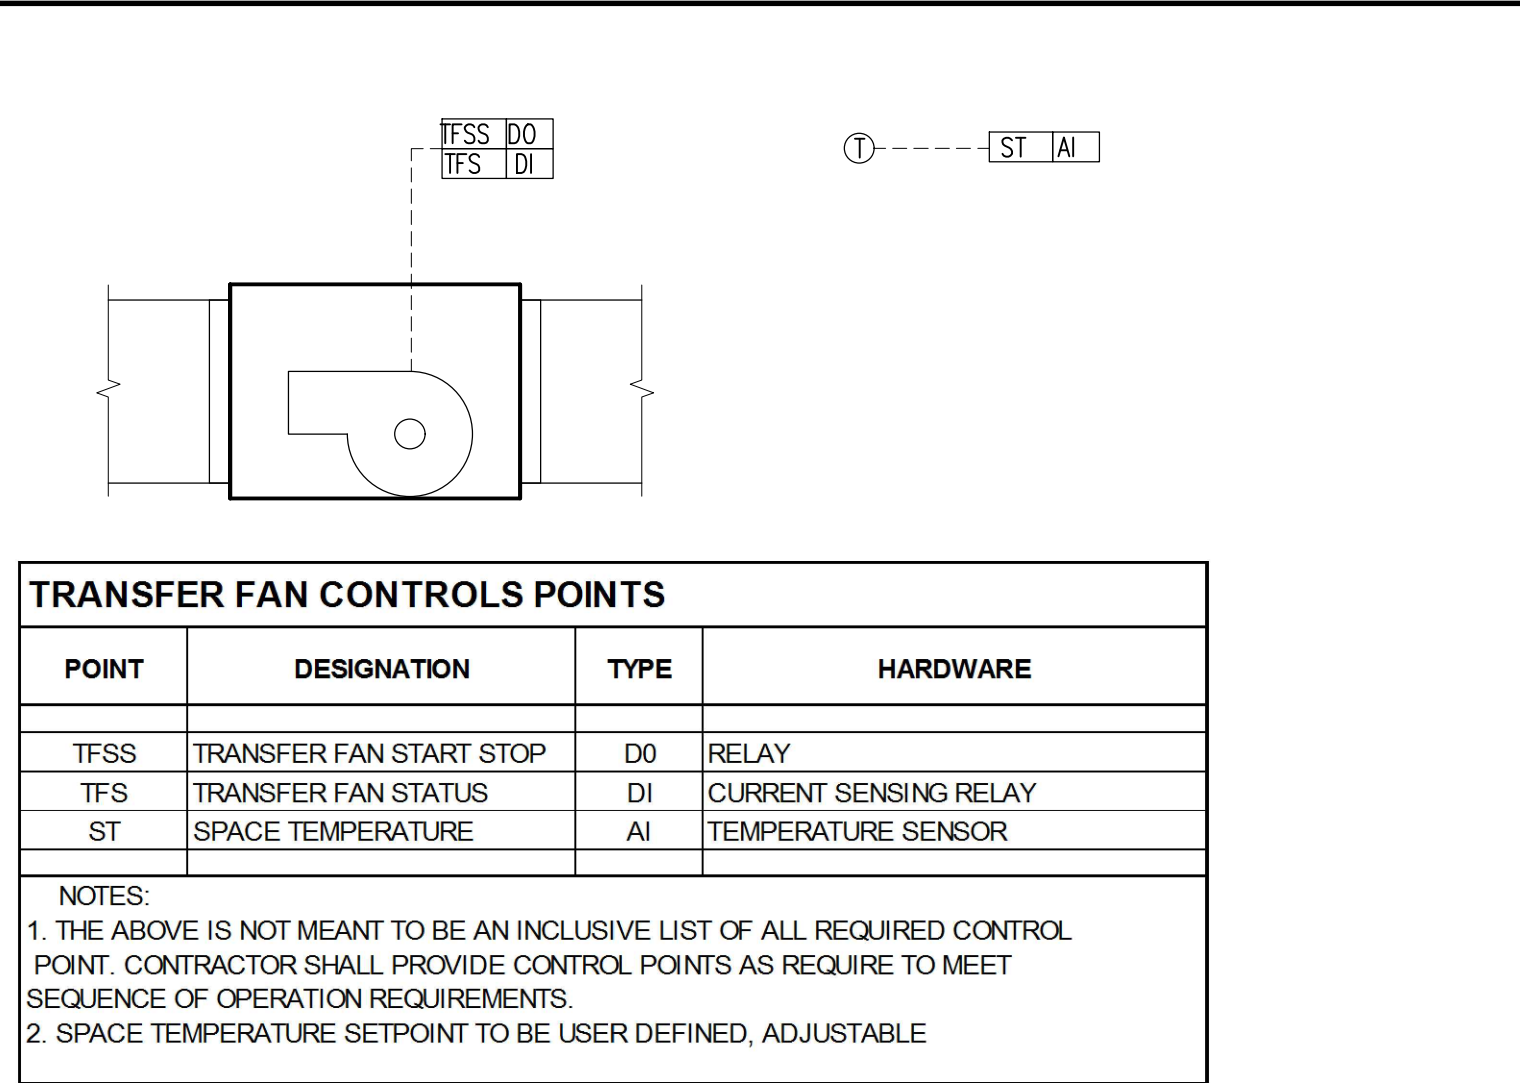 TFSS DO
TFS DI
T ST AI
TRANSFER FAN CONTROLS POINTS
POINT DESIGNATION TYPE HARDWARE
TFSS TRANSFER FAN START STOP D0 RELAY
TFS TRANSFER FAN STATUS DI CURRENT SENSING RELAY
ST SPACE TEMPERATURE AI TEMPERATURE SENSOR
NOTES:
1. THE ABOVE IS NOT MEANT TO BE AN INCLUSIVE LIST OF ALL REQUIRED CONTROL
POINT. CONTRACTOR SHALL PROVIDE CONTROL POINTS AS REQUIRE TO MEET
SEQUENCE OF OPERATION REQUIREMENTS.
2. SPACE TEMPERATURE SETPOINT TO BE USER DEFINED, ADJUSTABLE